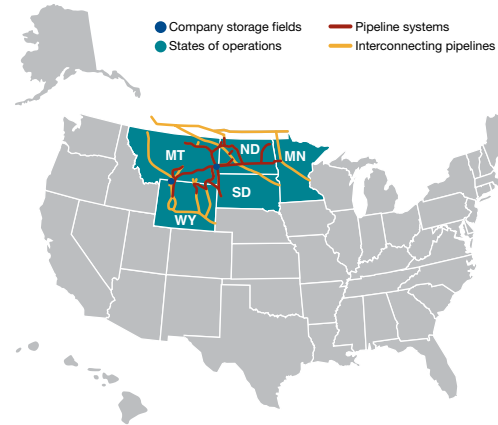 Company storage fields
Pipeline systems
States of operations
Interconnecting pipelines
MT
ND
MN
SD
WY